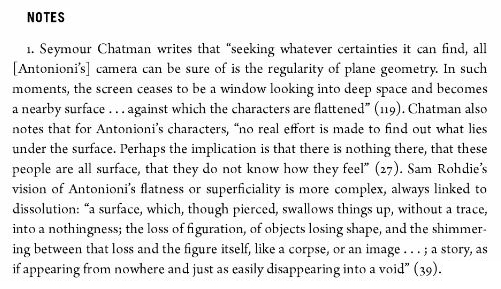 NOTES
1. Seymour Chatman writes that “seeking whatever certainties it can find, all
[Antonioni’s] camera can be sure of is the regularity of plane geometry. In such
moments, the screen ceases to be a window looking into deep space and becomes
a nearby surface . . . against which the characters are flattened” (119). Chatman also
notes that for Antonioni’s characters, “no real effort is made to find out what lies
under the surface. Perhaps the implication is that there is nothing there, that these
people are all surface, that they do not know how they feel” (27). Sam Rohdie’s
vision of Antonioni’s flatness or superficiality is more complex, always linked to
dissolution: “a surface, which, though pierced, swallows things up, without a trace,
into a nothingness; the loss of figuration, of objects losing shape, and the shimmer-
ing between that loss and the figure itself, like a corpse, or an image . . . ; a story, as
if appearing from nowhere and just as easily disappearing into a void” (39).